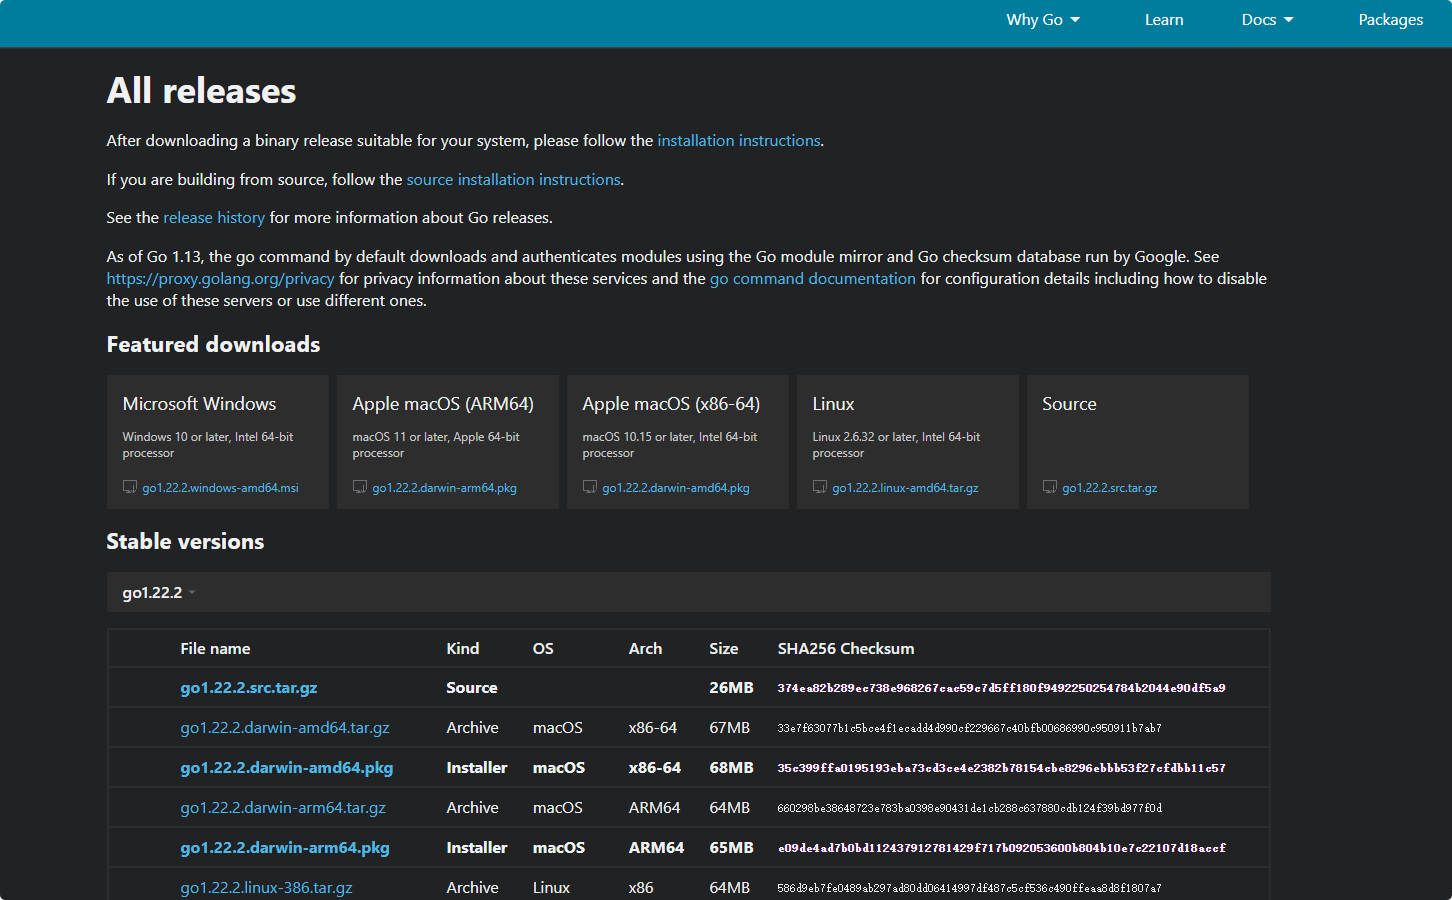 Why Go Learn Docs Packages
All releases
After downloading a binary release suitable for your system, please follow the installation instructions.
If you are building from source, follow the source installation instructions.
See the release history for more information about Go releases.
As of Go 1.13, the go command by default downloads and authenticates modules using the Go module mirror and Go checksum database run by Google. See
https://proxy.golang.org/privacy for privacy information about these services and the go command documentation for configuration details including how to disable
the use of these servers or use different ones.
Featured downloads
Microsoft Windows
Windows 10 or later, Intel 64-bit
processor
go1.22.2.windows-amd64.msi
Apple macOS (ARM64)
macOS 11 or later, Apple 64-bit
processor
go1.22.2.darwin-arm64.pkg
Apple macOS (x86-64)
macOS 10.15 or later, Intel 64-bit
processor
go1.22.2.darwin-amd64.pkg
Linux
Linux 2.6.32 or later, Intel 64-bit
processor
go1.22.2.linux-amd64.tar.gz
Source
go1.22.2.src.tar.gz
Stable versions
go1.22.2
File name Kind OS Arch Size SHA256 Checksum
go1.22.2.src.tar.gz Source 26MB 374ea82b289ec738e968267cac59c7d5ff180f9492250254784b2044e90df5a9
go1.22.2.darwin-amd64.tar.gz Archive macOS x86-64 67MB 33e7f63077b1c5bce4f1ecadd4d990cf229667c40bfb00686990c950911b7ab7
go1.22.2.darwin-amd64.pkg Installer macOS x86-64 68MB 35c399ffa0195193eba73cd3ce4e2382b78154cbe8296ebbb53f27cfdbb11c57
go1.22.2.darwin-arm64.tar.gz Archive macOS ARM64 64MB 660298be38648723e783ba0398e90431de1cb288c637880cdb124f39bd977f0d
go1.22.2.darwin-arm64.pkg Installer macOS ARM64 65MB e09de4ad7b0bd112437912781429f717b092053600b804b10e7c22107d18accf
go1.22.2.linux-386.tar.gz Archive Linux x86 64MB 586d9eb7fe0489ab297ad80dd06414997df487c5cf536c490ffeaa8d8f1807a7